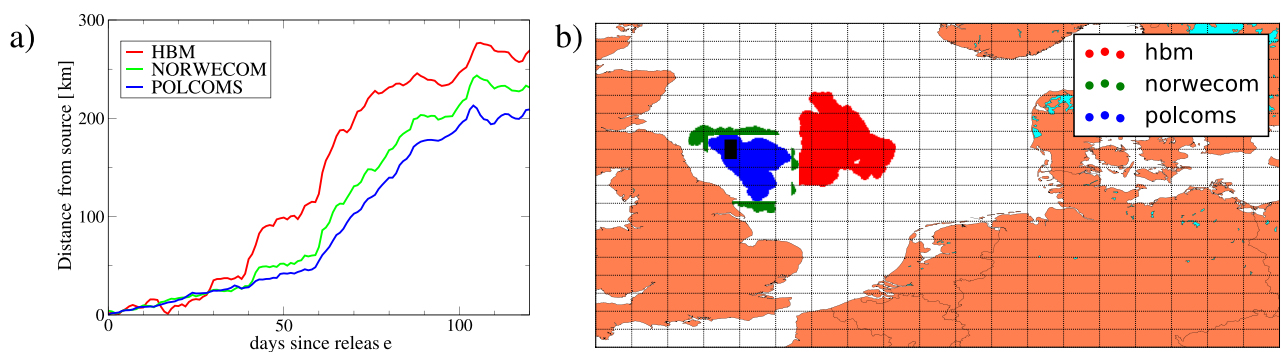 a)
300
200
100
0
Distance from source [km]
HBM
NORWECOM
POLCOMS
0
50
100
days since releas e
b)
hbm
norwecom
polcoms